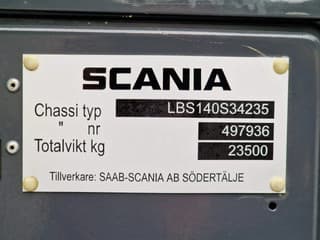 SCANIA
Chassi typ LBS140S34235
" nr 497936
Totalvikt kg 23500
Tillverkare: SAAB-SCANIA AB SÖDERTÄLJE